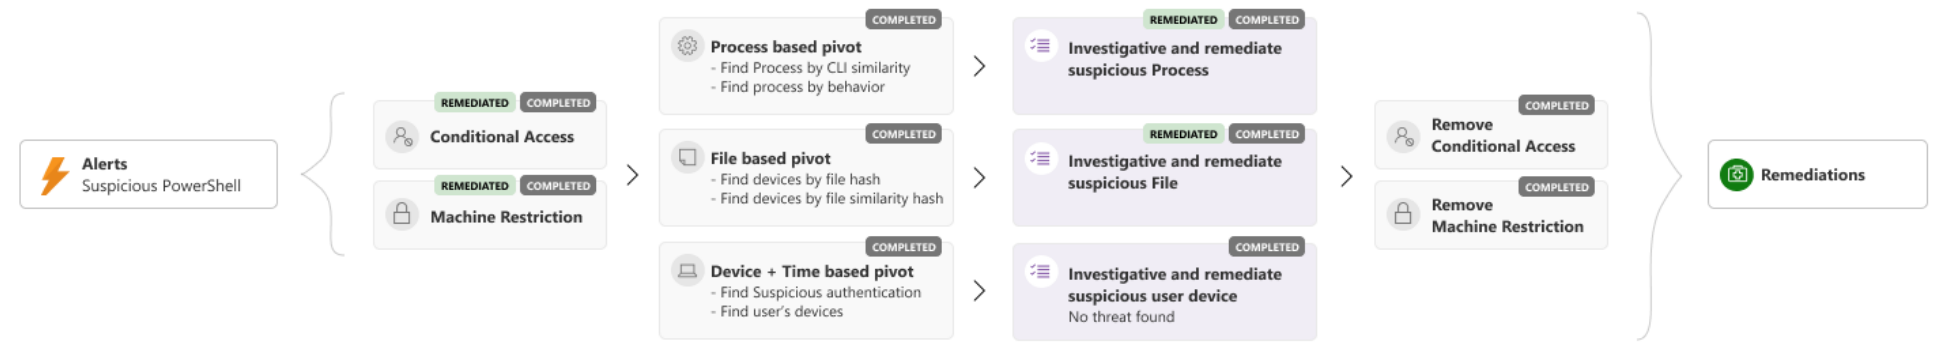 Alerts
Suspicious PowerShell
REMEDIATED COMPLETED
Conditional Access
REMEDIATED COMPLETED
Machine Restriction
COMPLETED
Process based pivot
- Find Process by CLI similarity
- Find process by behavior
COMPLETED
File based pivot
- Find devices by file hash
- Find devices by file similarity hash
COMPLETED
Device + Time based pivot
- Find Suspicious authentication
- Find user's devices
REMEDIATED COMPLETED
Investigative and remediate
suspicious Process
REMEDIATED COMPLETED
Investigative and remediate
suspicious File
COMPLETED
Investigative and remediate
suspicious user device
No threat found
COMPLETED
Remove
Conditional Access
COMPLETED
Remove
Machine Restriction
Remediations